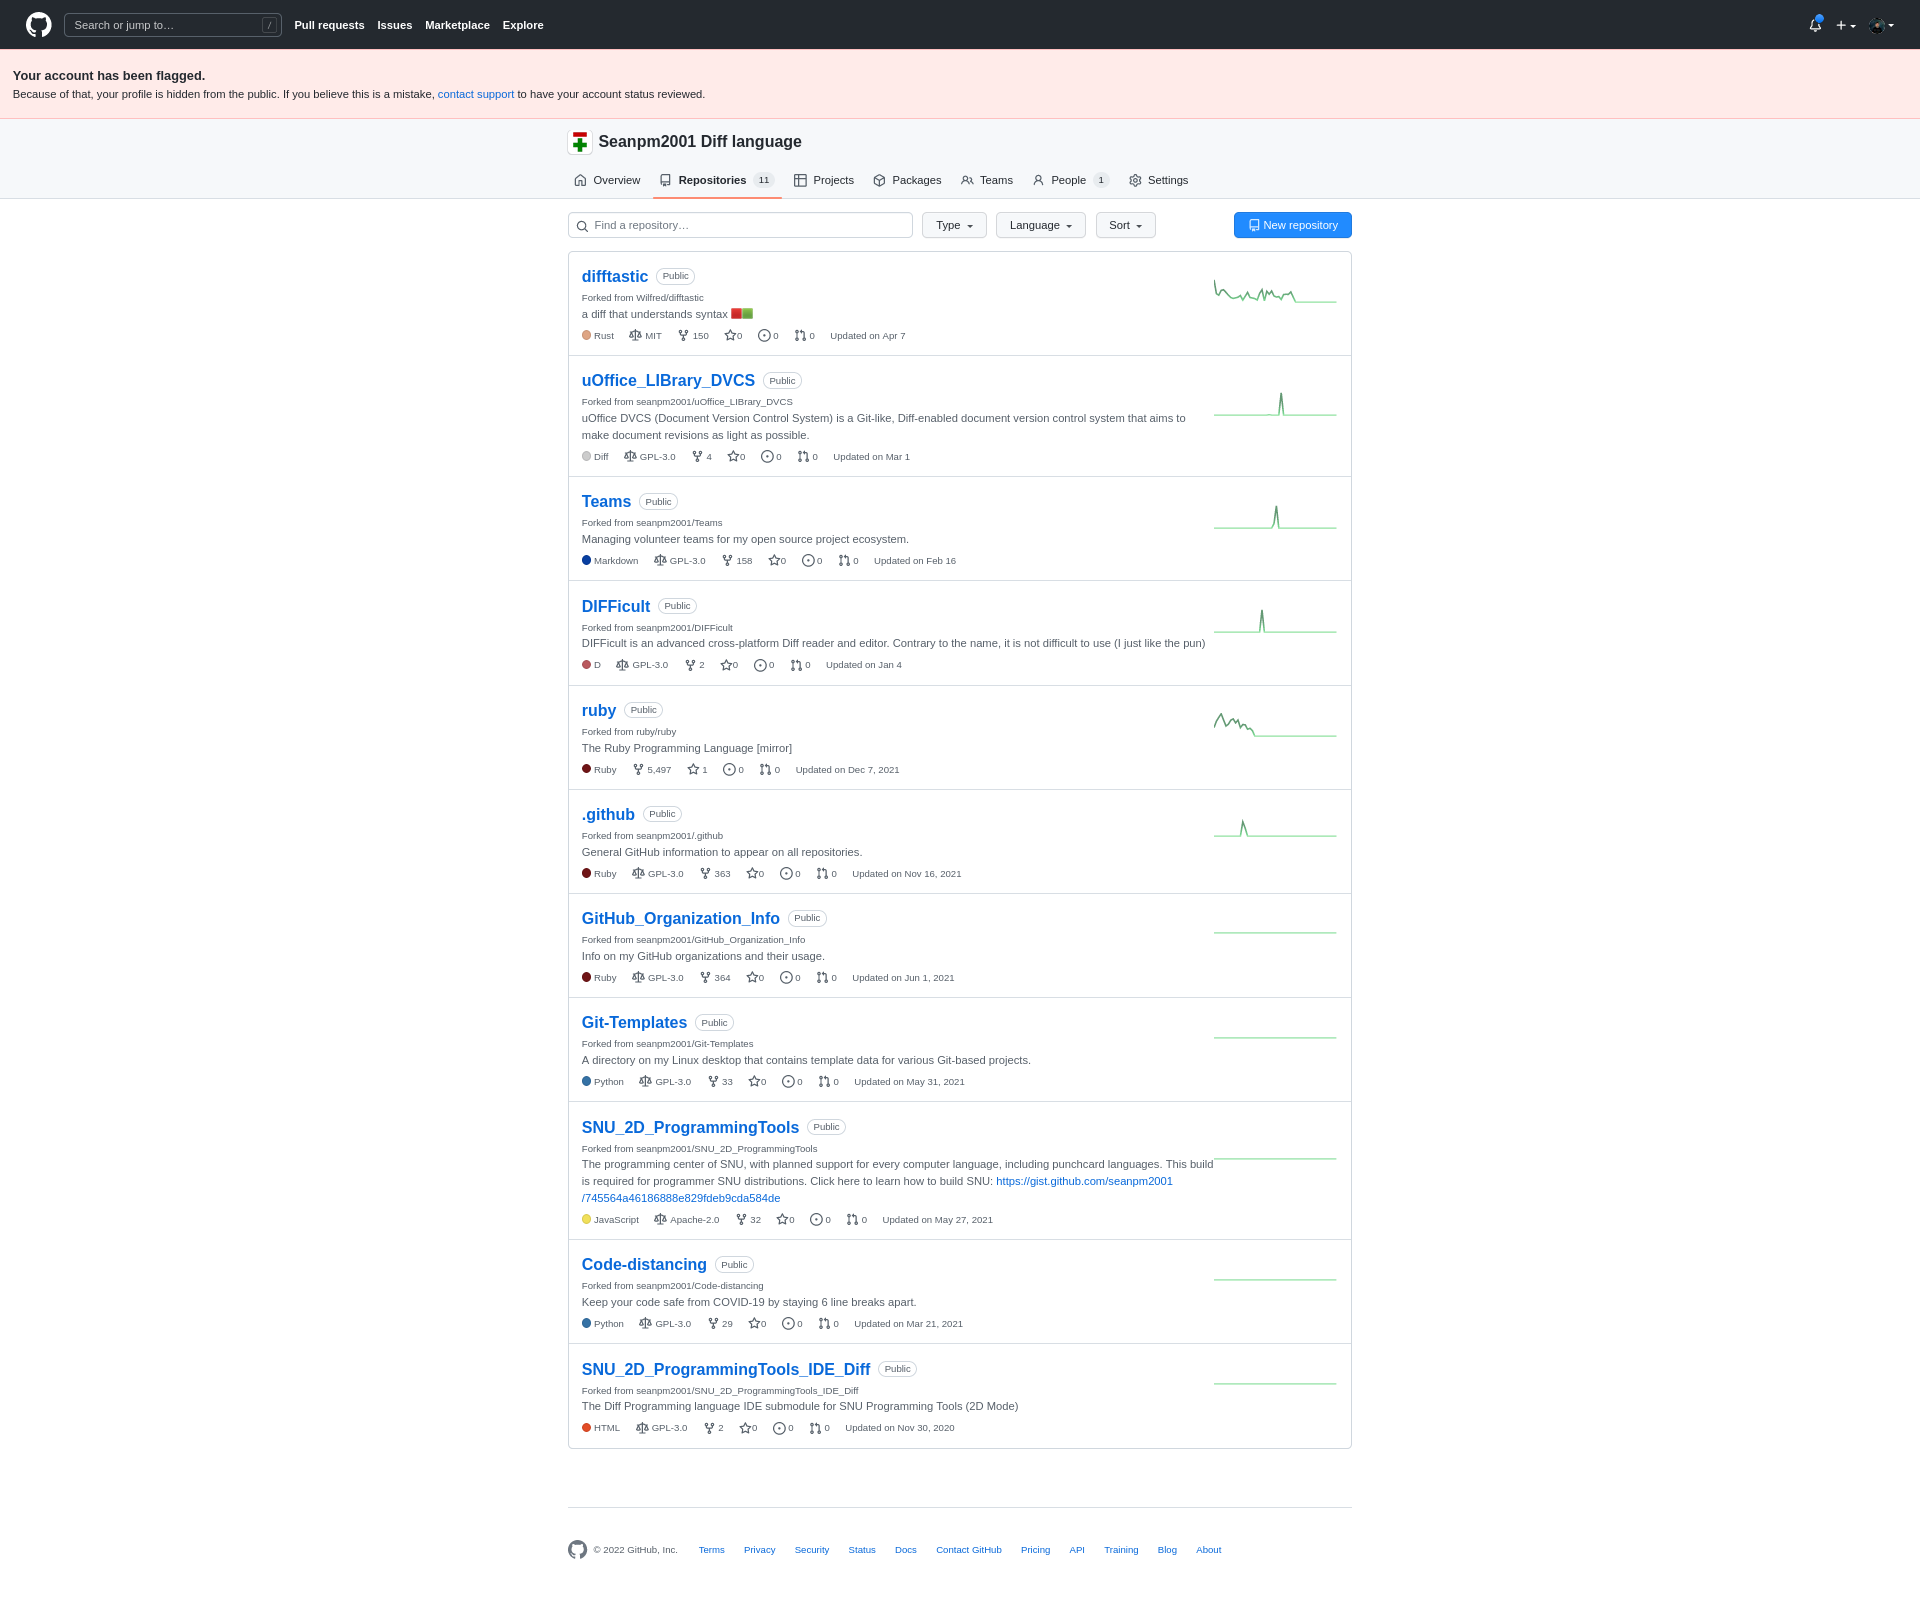 Search or jump to… /
Pull requests Issues Marketplace Explore
Your account has been flagged.
Because of that, your profile is hidden from the public. If you believe this is a mistake, contact support to have your account status reviewed.
Seanpm2001 Diff language
Overview Repositories 11 Projects Packages Teams People 1 Settings
Find a repository… Type Language Sort New repository
difftastic Public
Forked from Wilfred/difftastic
a diff that understands syntax
Rust MIT 150 0 0 0 Updated on Apr 7
uOffice_LIBrary_DVCS Public
Forked from seanpm2001/uOffice_LIBrary_DVCS
uOffice DVCS (Document Version Control System) is a Git-like, Diff-enabled document version control system that aims to
make document revisions as light as possible.
Diff GPL-3.0 4 0 0 0 Updated on Mar 1
Teams Public
Forked from seanpm2001/Teams
Managing volunteer teams for my open source project ecosystem.
Markdown GPL-3.0 158 0 0 0 Updated on Feb 16
DIFFicult Public
Forked from seanpm2001/DIFFicult
DIFFicult is an advanced cross-platform Diff reader and editor. Contrary to the name, it is not difficult to use (I just like the pun)
D GPL-3.0 2 0 0 0 Updated on Jan 4
ruby Public
Forked from ruby/ruby
The Ruby Programming Language [mirror]
Ruby 5,497 1 0 0 Updated on Dec 7, 2021
.github Public
Forked from seanpm2001/.github
General GitHub information to appear on all repositories.
Ruby GPL-3.0 363 0 0 0 Updated on Nov 16, 2021
GitHub_Organization_Info Public
Forked from seanpm2001/GitHub_Organization_Info
Info on my GitHub organizations and their usage.
Ruby GPL-3.0 364 0 0 0 Updated on Jun 1, 2021
Git-Templates Public
Forked from seanpm2001/Git-Templates
A directory on my Linux desktop that contains template data for various Git-based projects.
Python GPL-3.0 33 0 0 0 Updated on May 31, 2021
SNU_2D_ProgrammingTools Public
Forked from seanpm2001/SNU_2D_ProgrammingTools
The programming center of SNU, with planned support for every computer language, including punchcard languages. This build
is required for programmer SNU distributions. Click here to learn how to build SNU: https://gist.github.com/seanpm2001
/745564a46186888e829fdeb9cda584de
JavaScript Apache-2.0 32 0 0 0 Updated on May 27, 2021
Code-distancing Public
Forked from seanpm2001/Code-distancing
Keep your code safe from COVID-19 by staying 6 line breaks apart.
Python GPL-3.0 29 0 0 0 Updated on Mar 21, 2021
SNU_2D_ProgrammingTools_IDE_Diff Public
Forked from seanpm2001/SNU_2D_ProgrammingTools_IDE_Diff
The Diff Programming language IDE submodule for SNU Programming Tools (2D Mode)
HTML GPL-3.0 2 0 0 0 Updated on Nov 30, 2020
© 2022 GitHub, Inc. Terms Privacy Security Status Docs Contact GitHub Pricing API Training Blog About